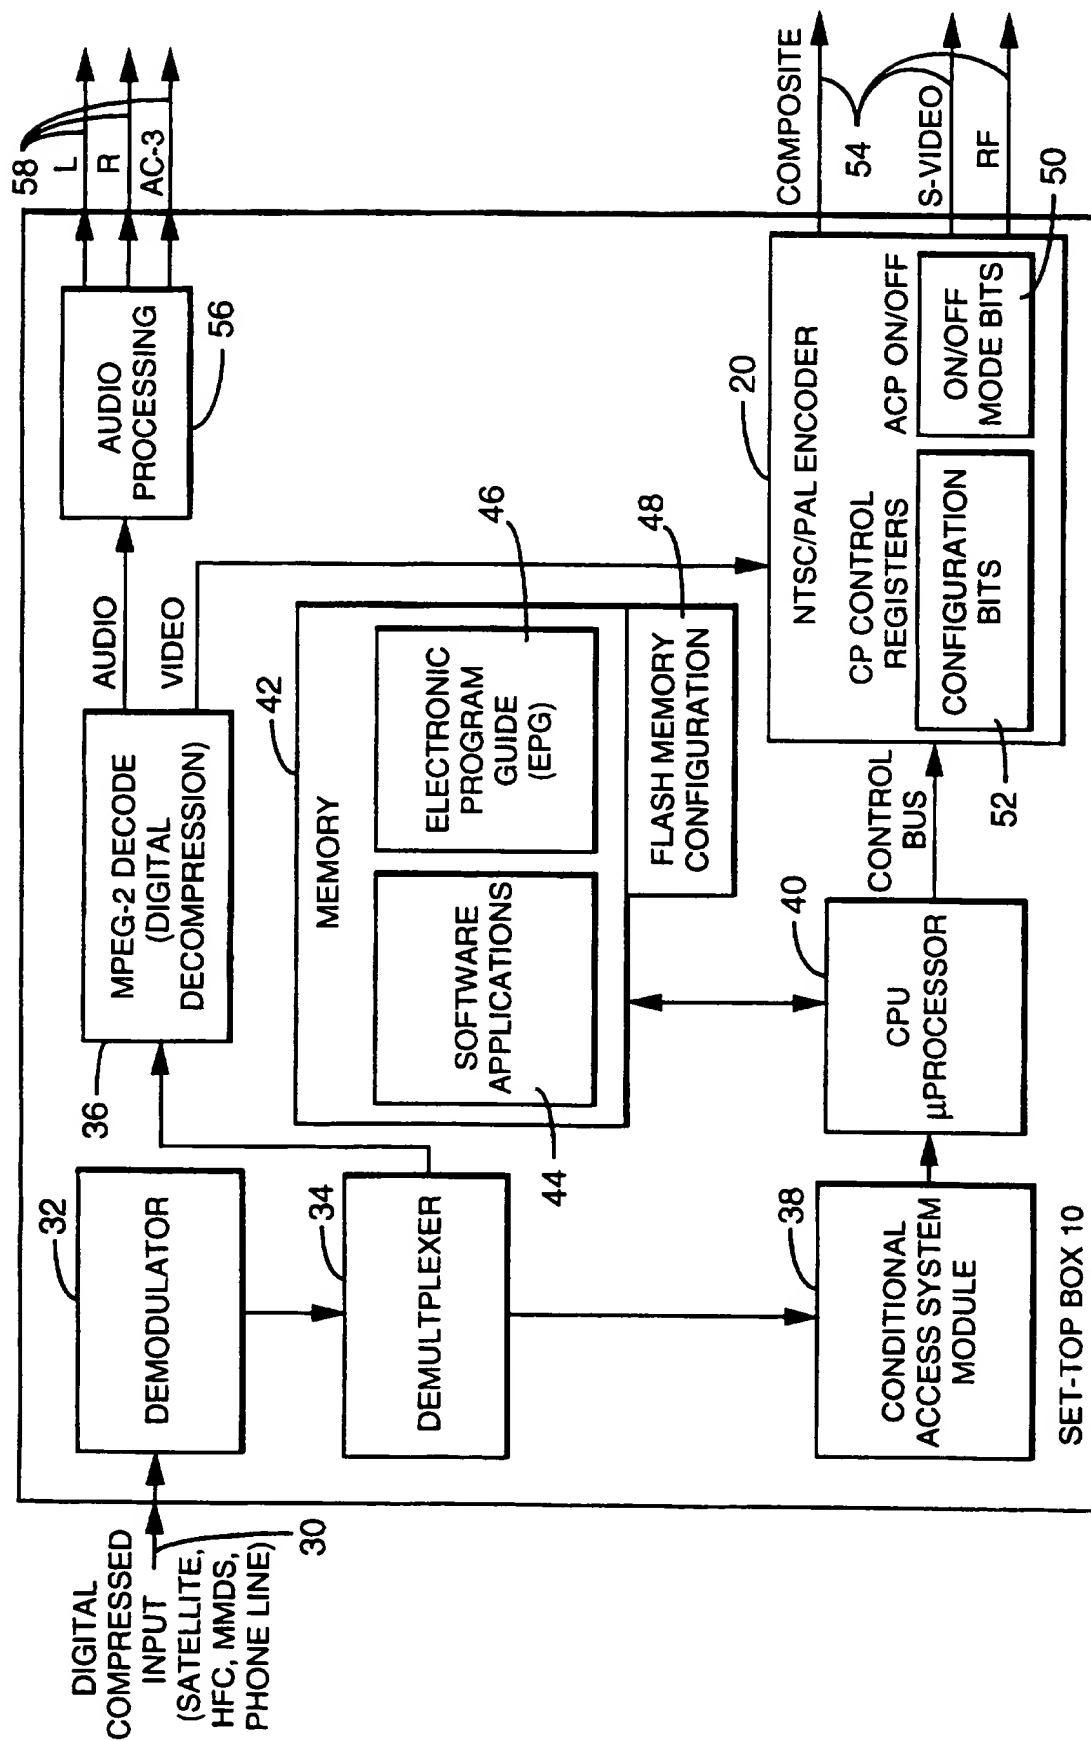 DIGITAL
COMPRESSED
INPUT
(SATELLITE,
HFC, MMDS,
PHONE LINE)
30
32
DEMODULATOR
34
DEMULTPLEXER
38
CONDITIONAL
ACCESS SYSTEM
MODULE
SET-TOP BOX 10
36
MPEG-2 DECODE
(DIGITAL
DECOMPRESSION)
AUDIO
VIDEO
42
MEMORY
44
SOFTWARE
APPLICATIONS
46
ELECTRONIC
PROGRAM
GUIDE
(EPG)
48
FLASH MEMORY
CONFIGURATION
40
CPU
µPROCESSOR
CONTROL
BUS
56
AUDIO
PROCESSING
58
L
R
AC-3
20
NTSC/PAL ENCODER
CP CONTROL
REGISTERS
ACP ON/OFF
CONFIGURATION
BITS
52
ON/OFF
MODE BITS
50
COMPOSITE
54
S-VIDEO
RF